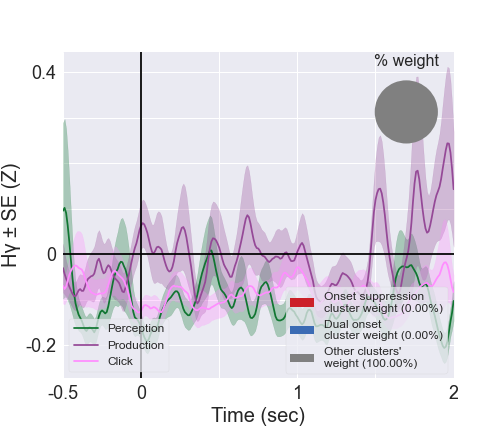 % weight
0.4
0
-0.2
Hγ ± SE (Z)
Perception
Production
Click
Onset suppression
cluster weight (0.00%)
Dual onset
cluster weight (0.00%)
Other clusters'
weight (100.00%)
-0.5
0
1
2
Time (sec)